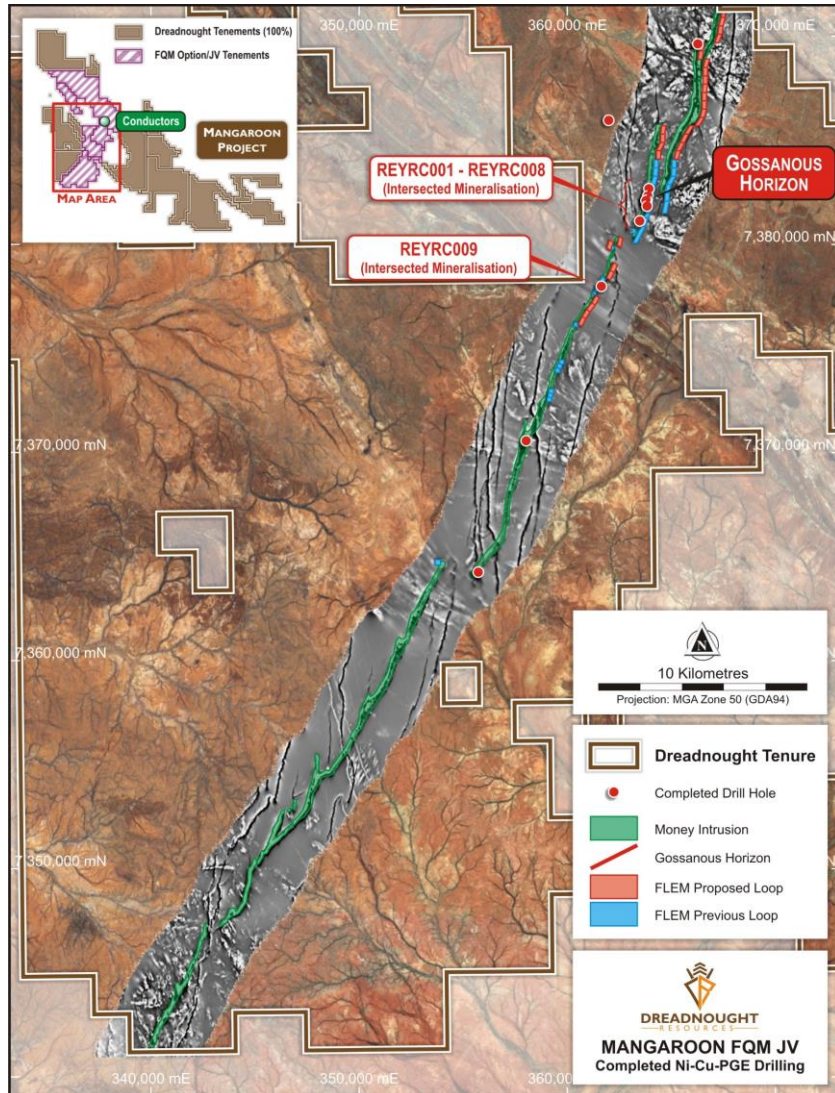 350,000 mE
360,000 mE
370,000 mE
Dreadnought Tenements (100%)
FQM Option/JV Tenements
Conductors
MANGAROON
PROJECT
MAP AREA
REYRC001 - REYRC008
(Intersected Mineralisation)
GOSSANOUS
HORIZON
REYRC009
(Intersected Mineralisation)
7,380,000 mN
7,370,000 mN
7,370,000 mN
7,360,000 mN
N
10 Kilometres
Projection: MGA Zone 50 (GDA94)
Dreadnought Tenure
Completed Drill Hole
Money Intrusion
Gossanous Horizon
FLEM Proposed Loop
FLEM Previous Loop
7,350,000 mN
DREADNOUGHT
RESOURCES
MANGAROON FQM JV
Completed Ni-Cu-PGE Drilling
340,000 mE
350,000 mE
360,000 mE